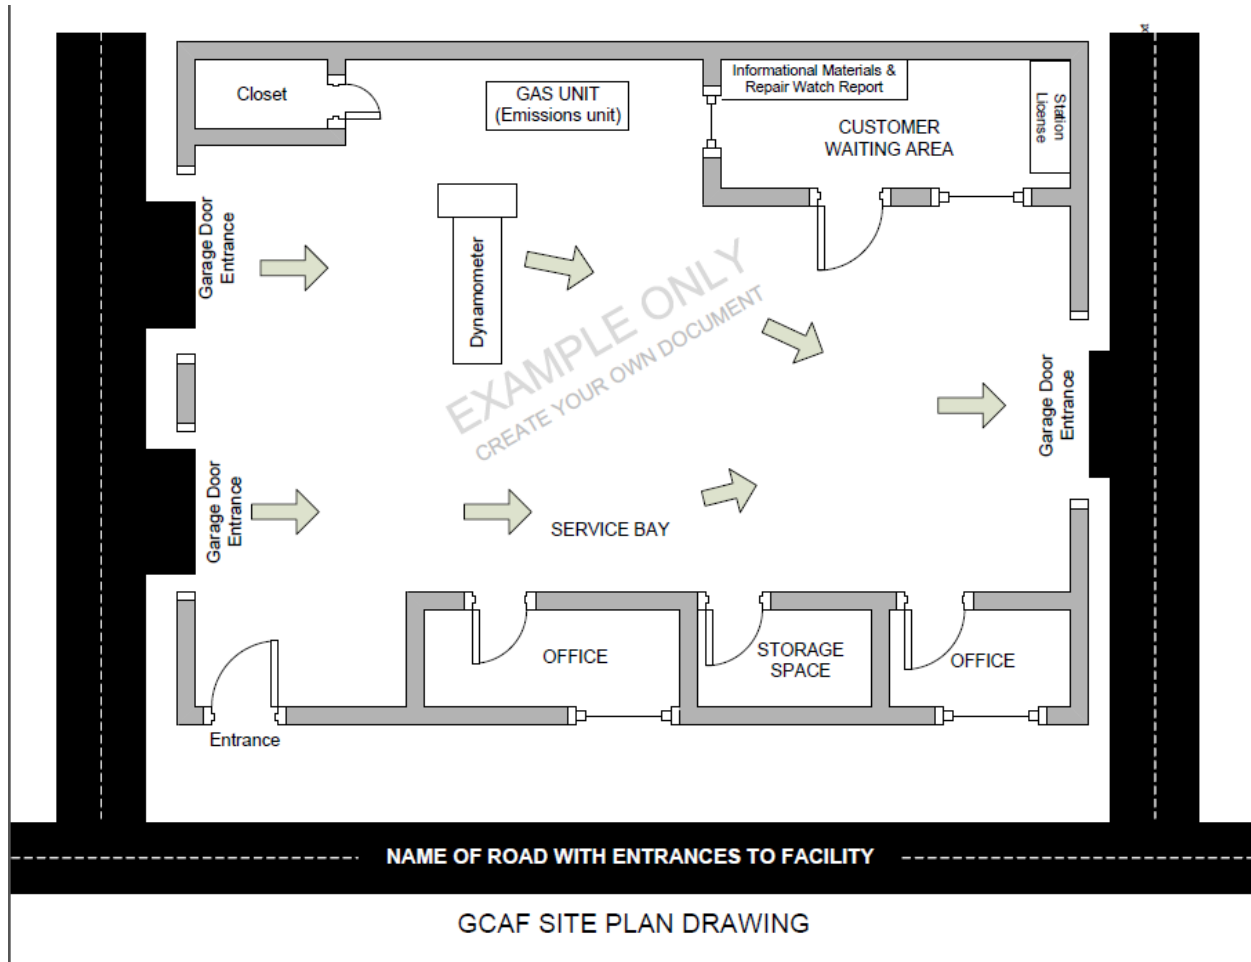 Closet
GAS UNIT
(Emissions unit)
Informational Materials &
Repair Watch Report
Station
License
CUSTOMER
WAITING AREA
Garage Door
Entrance
Dynamometer
EXAMPLE ONLY
CREATE YOUR OWN DOCUMENT
Garage Door
Entrance
Garage Door
Entrance
SERVICE BAY
OFFICE
STORAGE
SPACE
OFFICE
Entrance
NAME OF ROAD WITH ENTRANCES TO FACILITY
GCAF SITE PLAN DRAWING